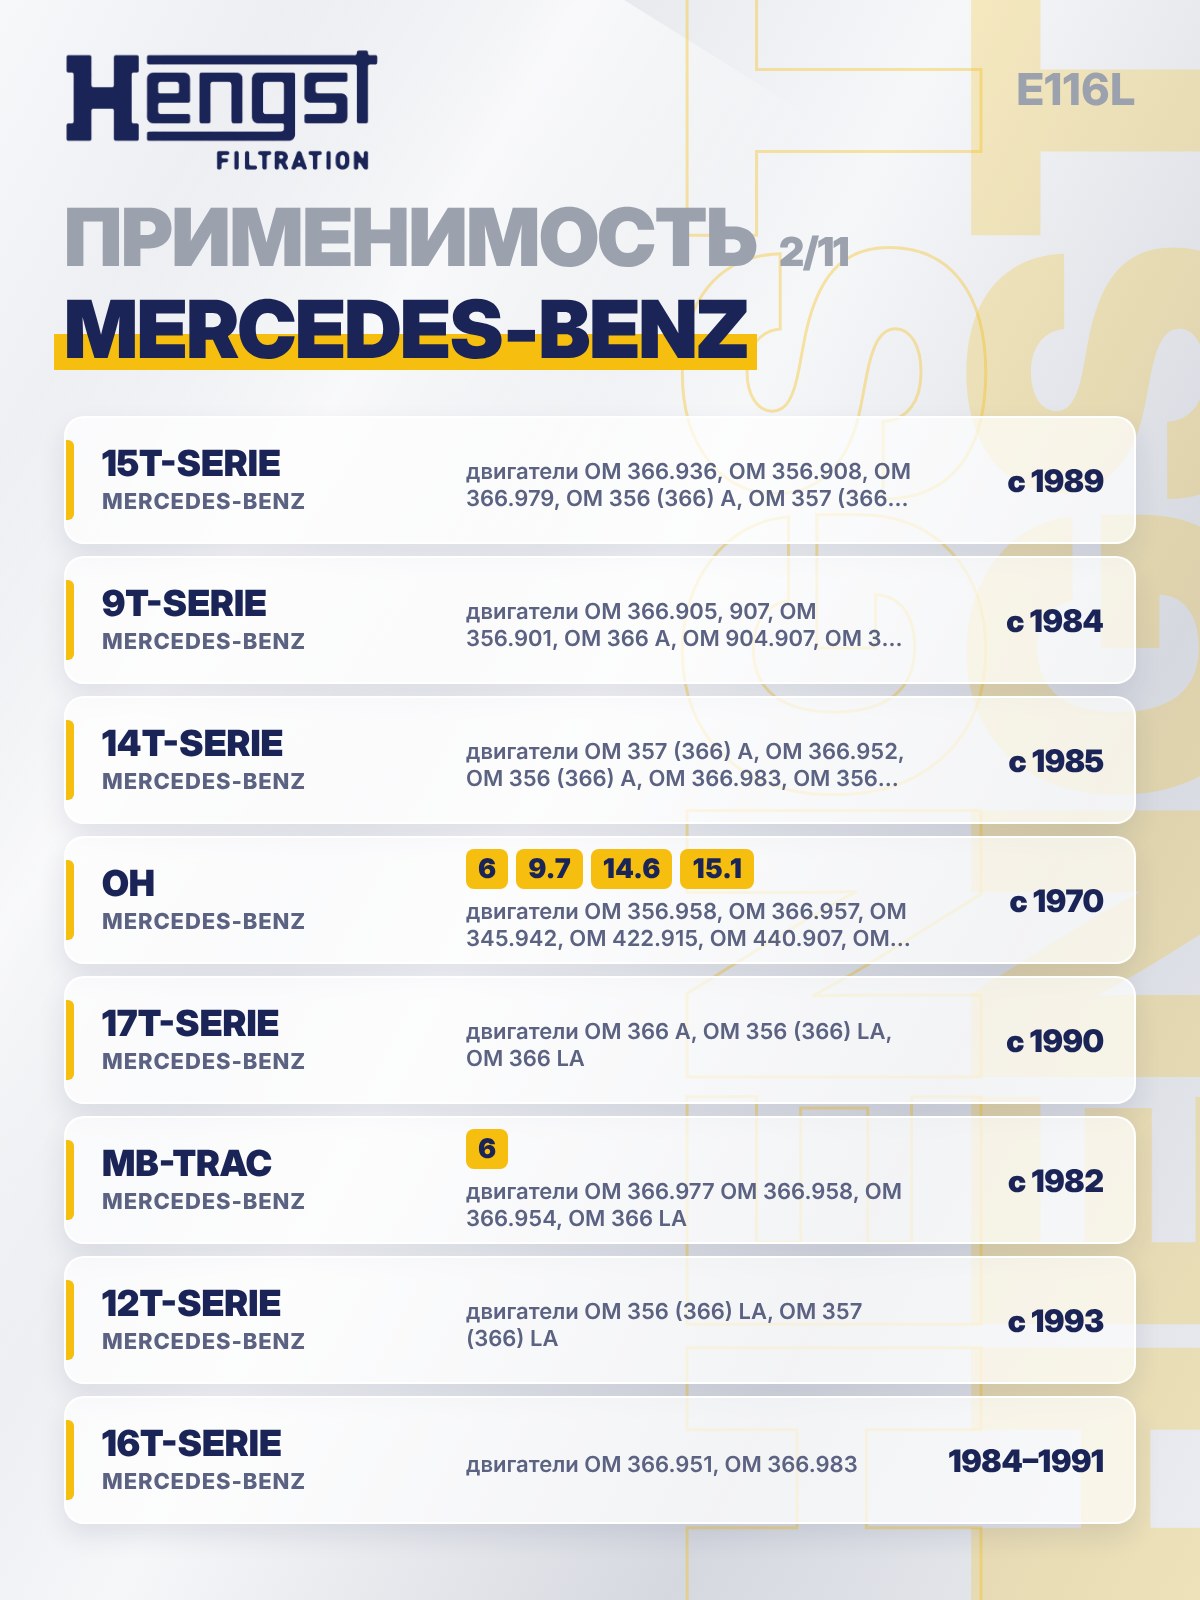 Hengst
FILTRATION
E116L
ПРИМЕНИМОСТЬ 2/11
MERCEDES-BENZ
15T-SERIE
MERCEDES-BENZ
двигатели OM 366.936, OM 356.908, OM
366.979, OM 356 (366) A, OM 357 (366...
с 1989
9T-SERIE
MERCEDES-BENZ
двигатели OM 366.905, 907, OM
356.901, OM 366 A, OM 904.907, OM 3...
с 1984
14T-SERIE
MERCEDES-BENZ
двигатели OM 357 (366) A, OM 366.952,
OM 356 (366) A, OM 366.983, OM 356...
с 1985
OH
MERCEDES-BENZ
6 9.7 14.6 15.1
двигатели OM 356.958, OM 366.957, OM
345.942, OM 422.915, OM 440.907, OM...
с 1970
17T-SERIE
MERCEDES-BENZ
двигатели OM 366 A, OM 356 (366) LA,
OM 366 LA
с 1990
MB-TRAC
MERCEDES-BENZ
6
двигатели OM 366.977 OM 366.958, OM
366.954, OM 366 LA
с 1982
12T-SERIE
MERCEDES-BENZ
двигатели OM 356 (366) LA, OM 357
(366) LA
с 1993
16T-SERIE
MERCEDES-BENZ
двигатели OM 366.951, OM 366.983
1984–1991
HENGST
HENGST